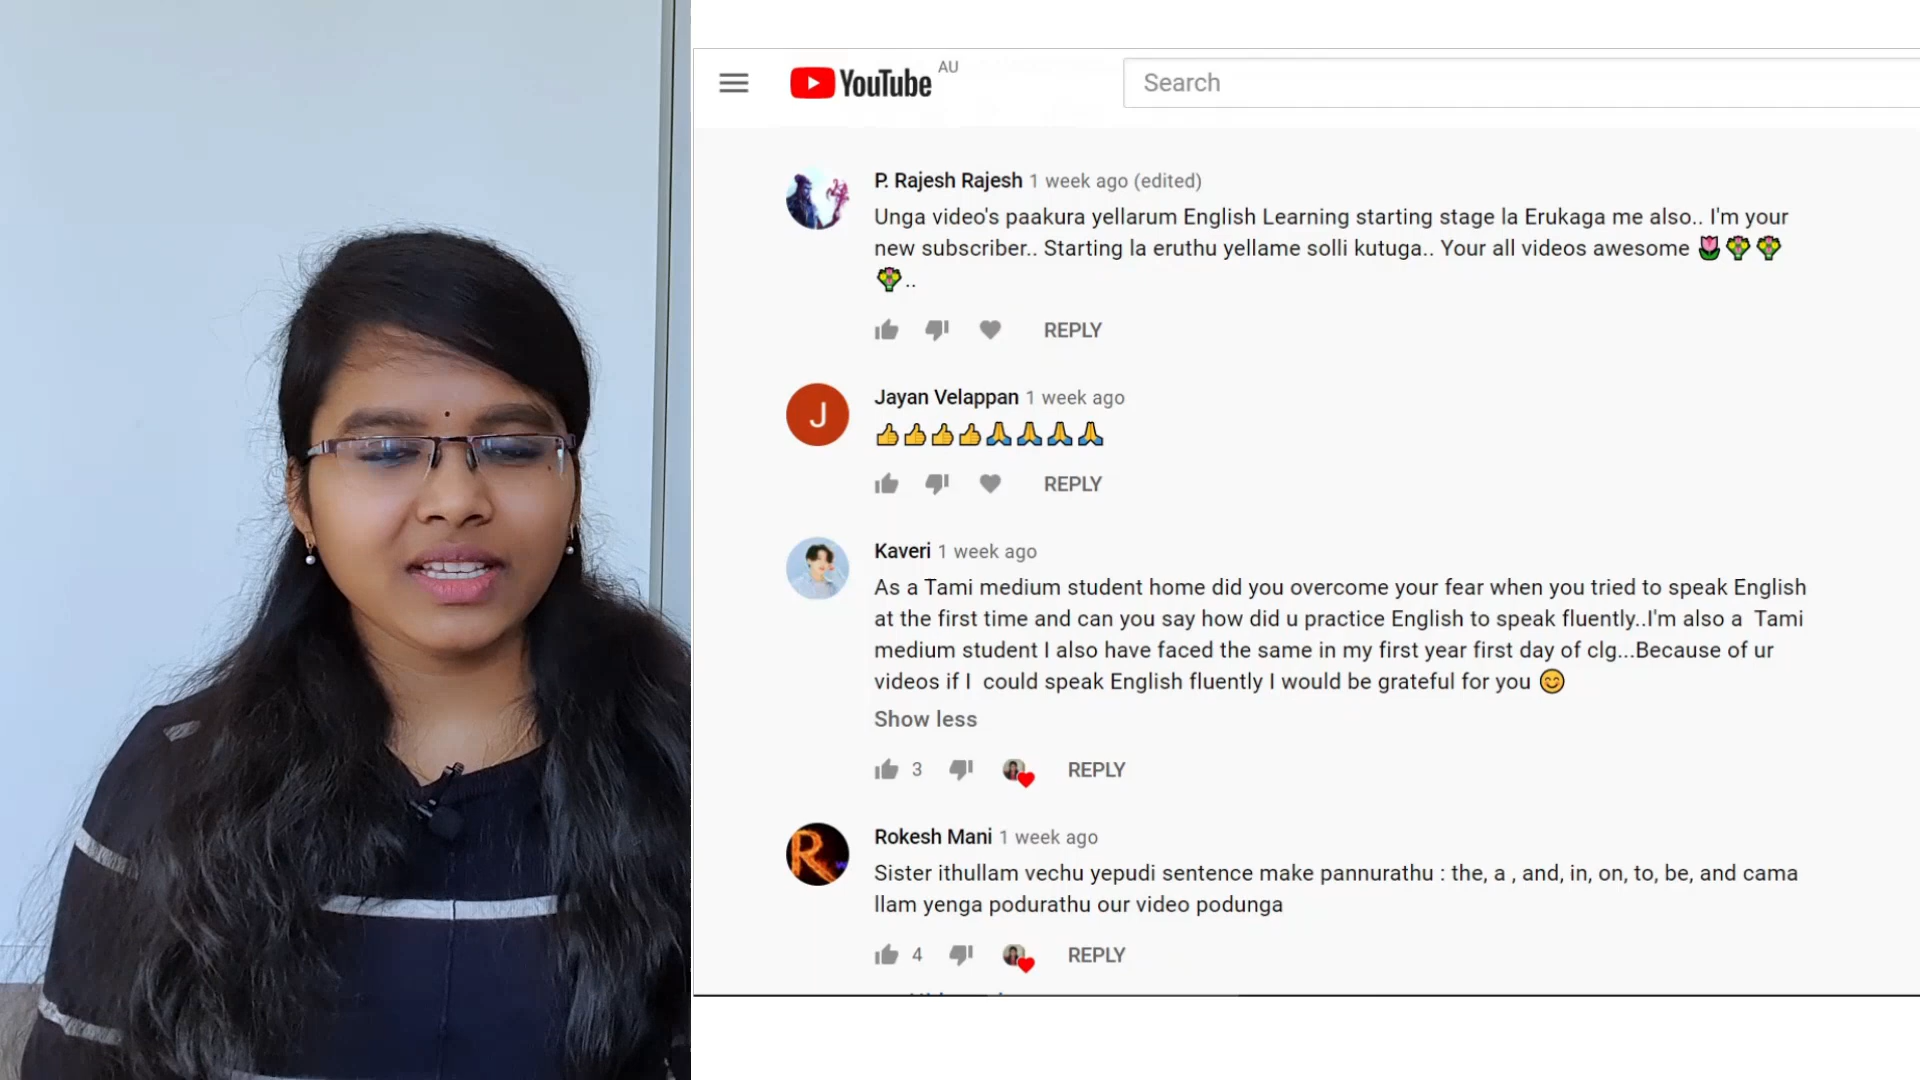 YouTube AU
Search
P. Rajesh Rajesh 1 week ago (edited)
Unga video's paakura yellarum English Learning starting stage la Erukaga me also.. I'm your
new subscriber.. Starting la eruthu yellame solli kutuga.. Your all videos awesome 🌷💐💐
💐..
REPLY
J
Jayan Velappan 1 week ago
👍👍👍👍🙏🙏🙏🙏
REPLY
Kaveri 1 week ago
As a Tami medium student home did you overcome your fear when you tried to speak English
at the first time and can you say how did u practice English to speak fluently..I'm also a Tami
medium student I also have faced the same in my first year first day of clg...Because of ur
videos if I could speak English fluently I would be grateful for you 😊
Show less
3 REPLY
R
Rokesh Mani 1 week ago
Sister ithullam vechu yepudi sentence make pannurathu : the, a , and, in, on, to, be, and cama
llam yenga podurathu our video podunga
4 REPLY